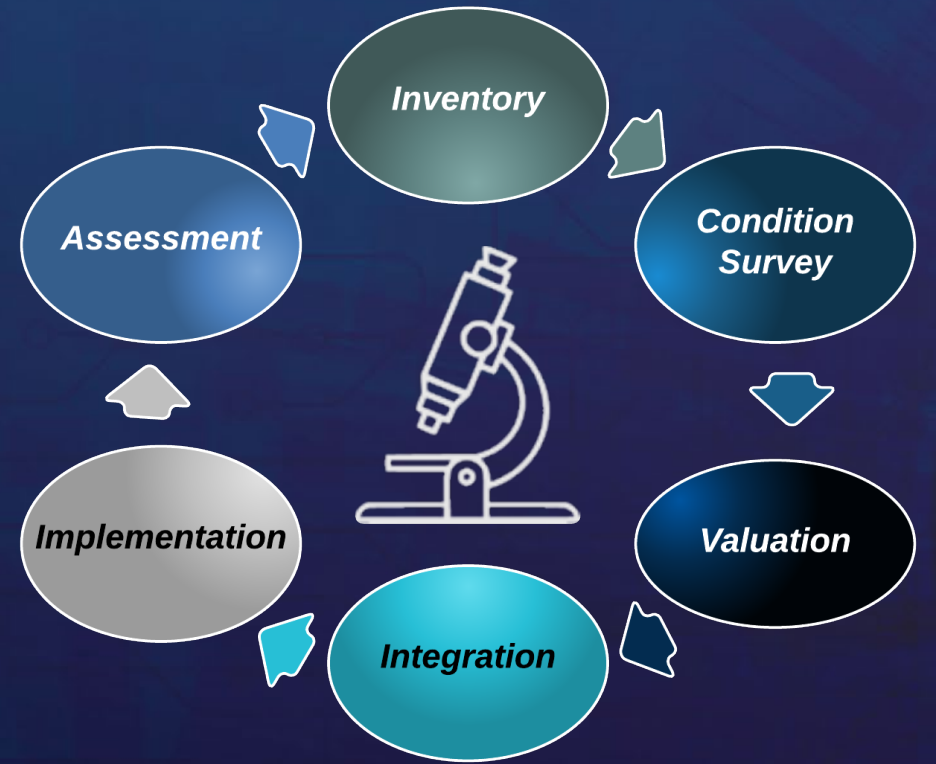 Inventory
Condition
Survey
Valuation
Integration
Implementation
Assessment